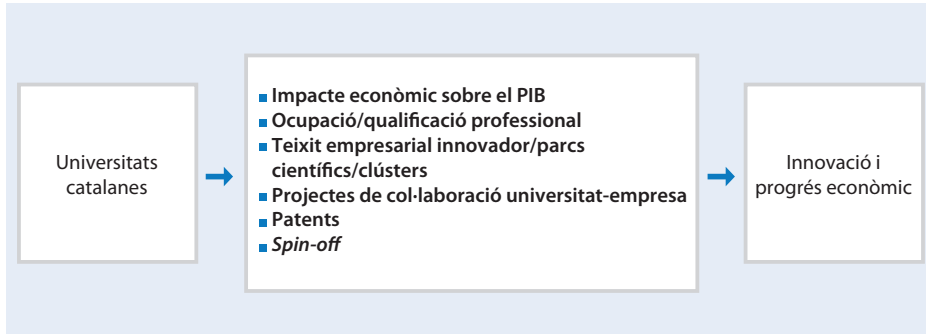 Universitats
catalanes
Impacte econòmic sobre el PIB
Ocupació/qualificació professional
Teixit empresarial innovador/parcs
científics/clústers
Projectes de col·laboració universitat-empresa
Patents
Spin-off
Innovació i
progrés econòmic